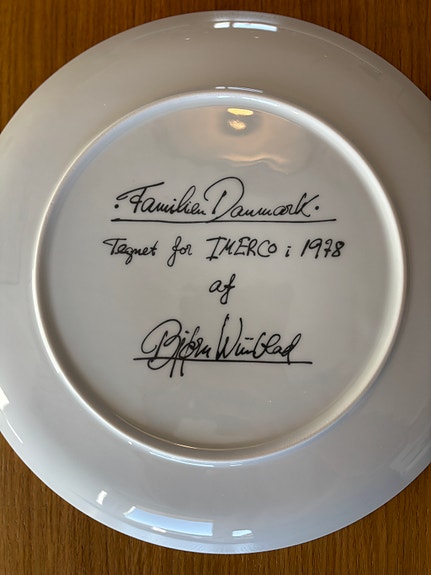 ·Familien Danmark·
Tegnet for IMERCO i 1978
af
Bjørn Wiinblad